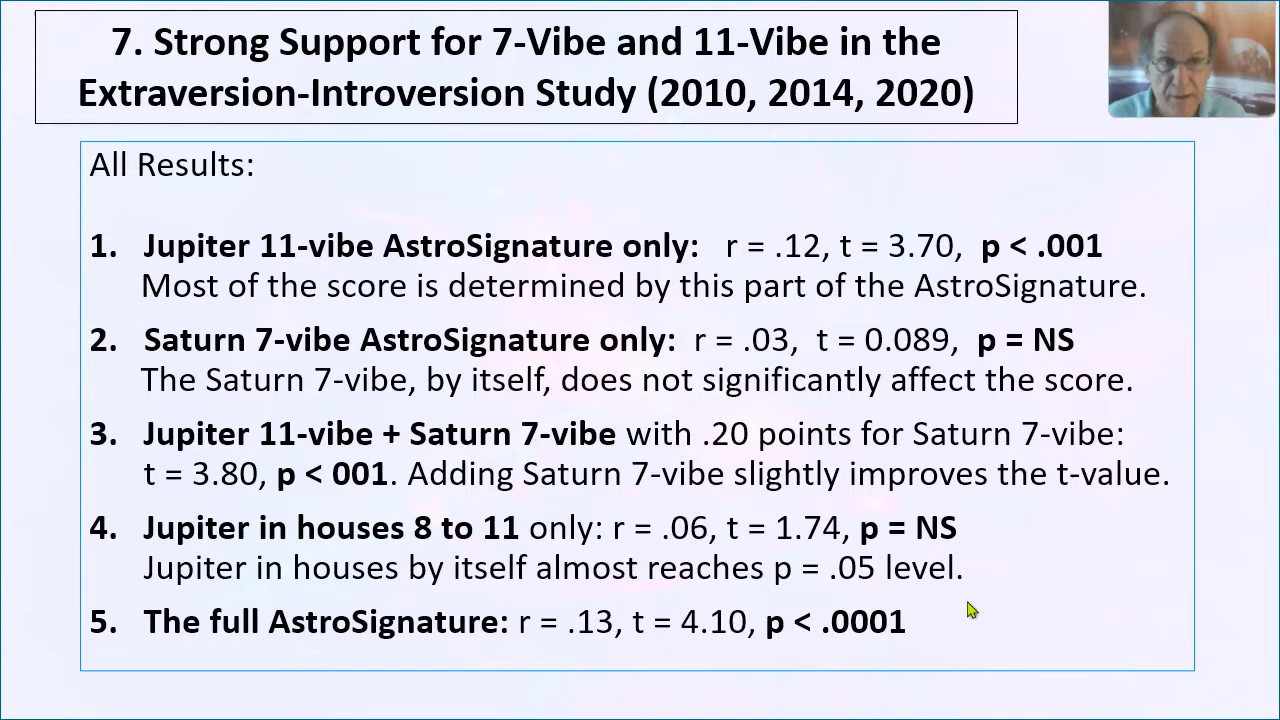 7. Strong Support for 7-Vibe and 11-Vibe in the
Extraversion-Introversion Study (2010, 2014, 2020)
All Results:
1. Jupiter 11-vibe AstroSignature only: r = .12, t = 3.70, p < .001
Most of the score is determined by this part of the AstroSignature.
2. Saturn 7-vibe AstroSignature only: r = .03, t = 0.089, p = NS
The Saturn 7-vibe, by itself, does not significantly affect the score.
3. Jupiter 11-vibe + Saturn 7-vibe with .20 points for Saturn 7-vibe:
t = 3.80, p < 001. Adding Saturn 7-vibe slightly improves the t-value.
4. Jupiter in houses 8 to 11 only: r = .06, t = 1.74, p = NS
Jupiter in houses by itself almost reaches p = .05 level.
5. The full AstroSignature: r = .13, t = 4.10, p < .0001